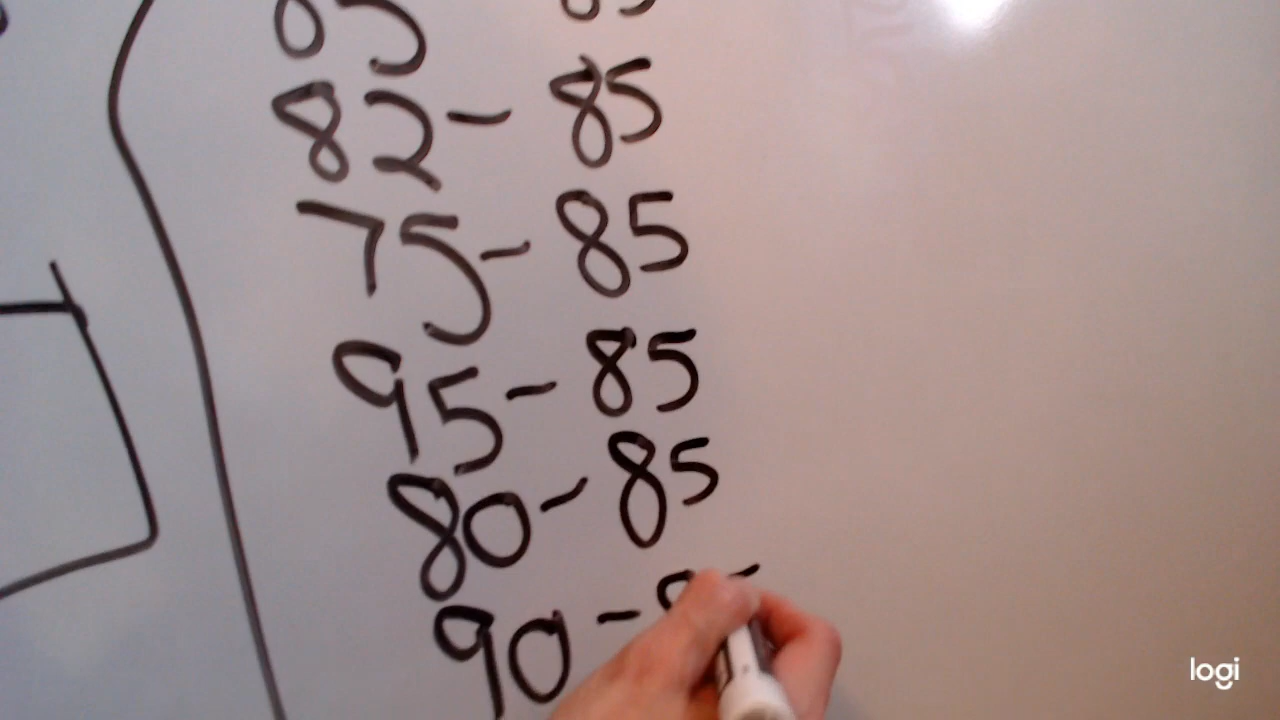 82 - 85
75 - 85
95 - 85
80 - 85
90 -
logi